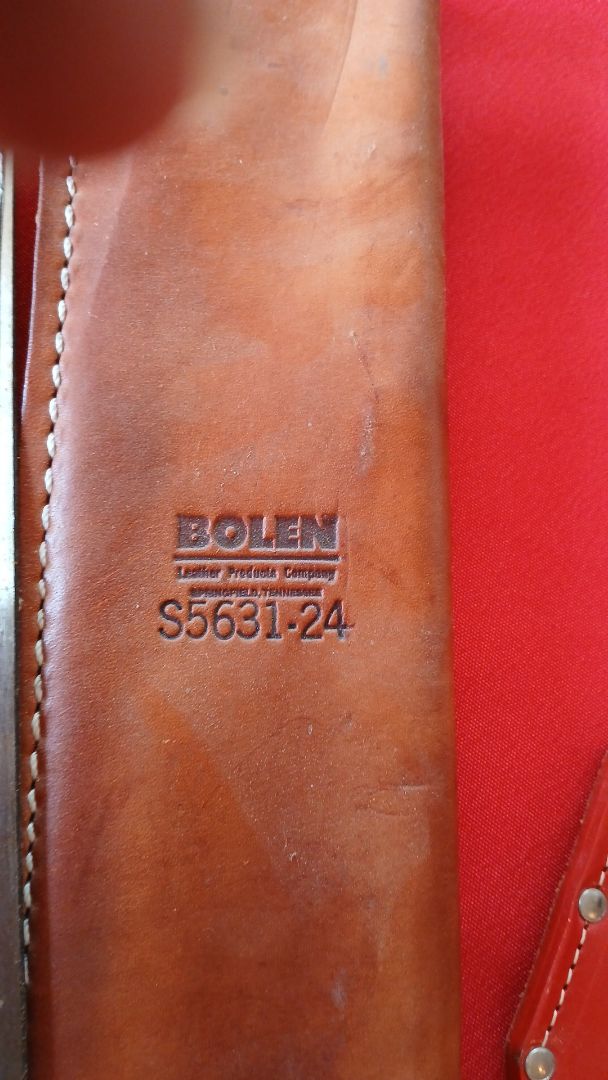 BOLEN
Leather Products Company
SPRINGFIELD, TENNESSEE
S5631-24